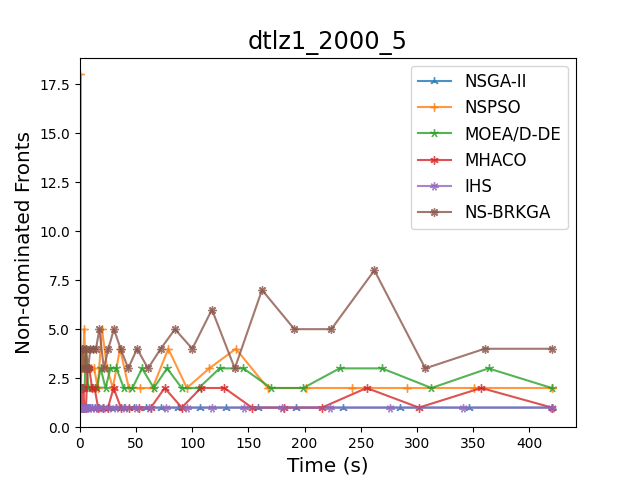 dtlz1_2000_5
Non-dominated Fronts
17.5
15.0
12.5
10.0
7.5
5.0
2.5
0.0
NSGA-II
NSPSO
MOEA/D-DE
MHACO
IHS
NS-BRKGA
0 50 100 150 200 250 300 350 400
Time (s)